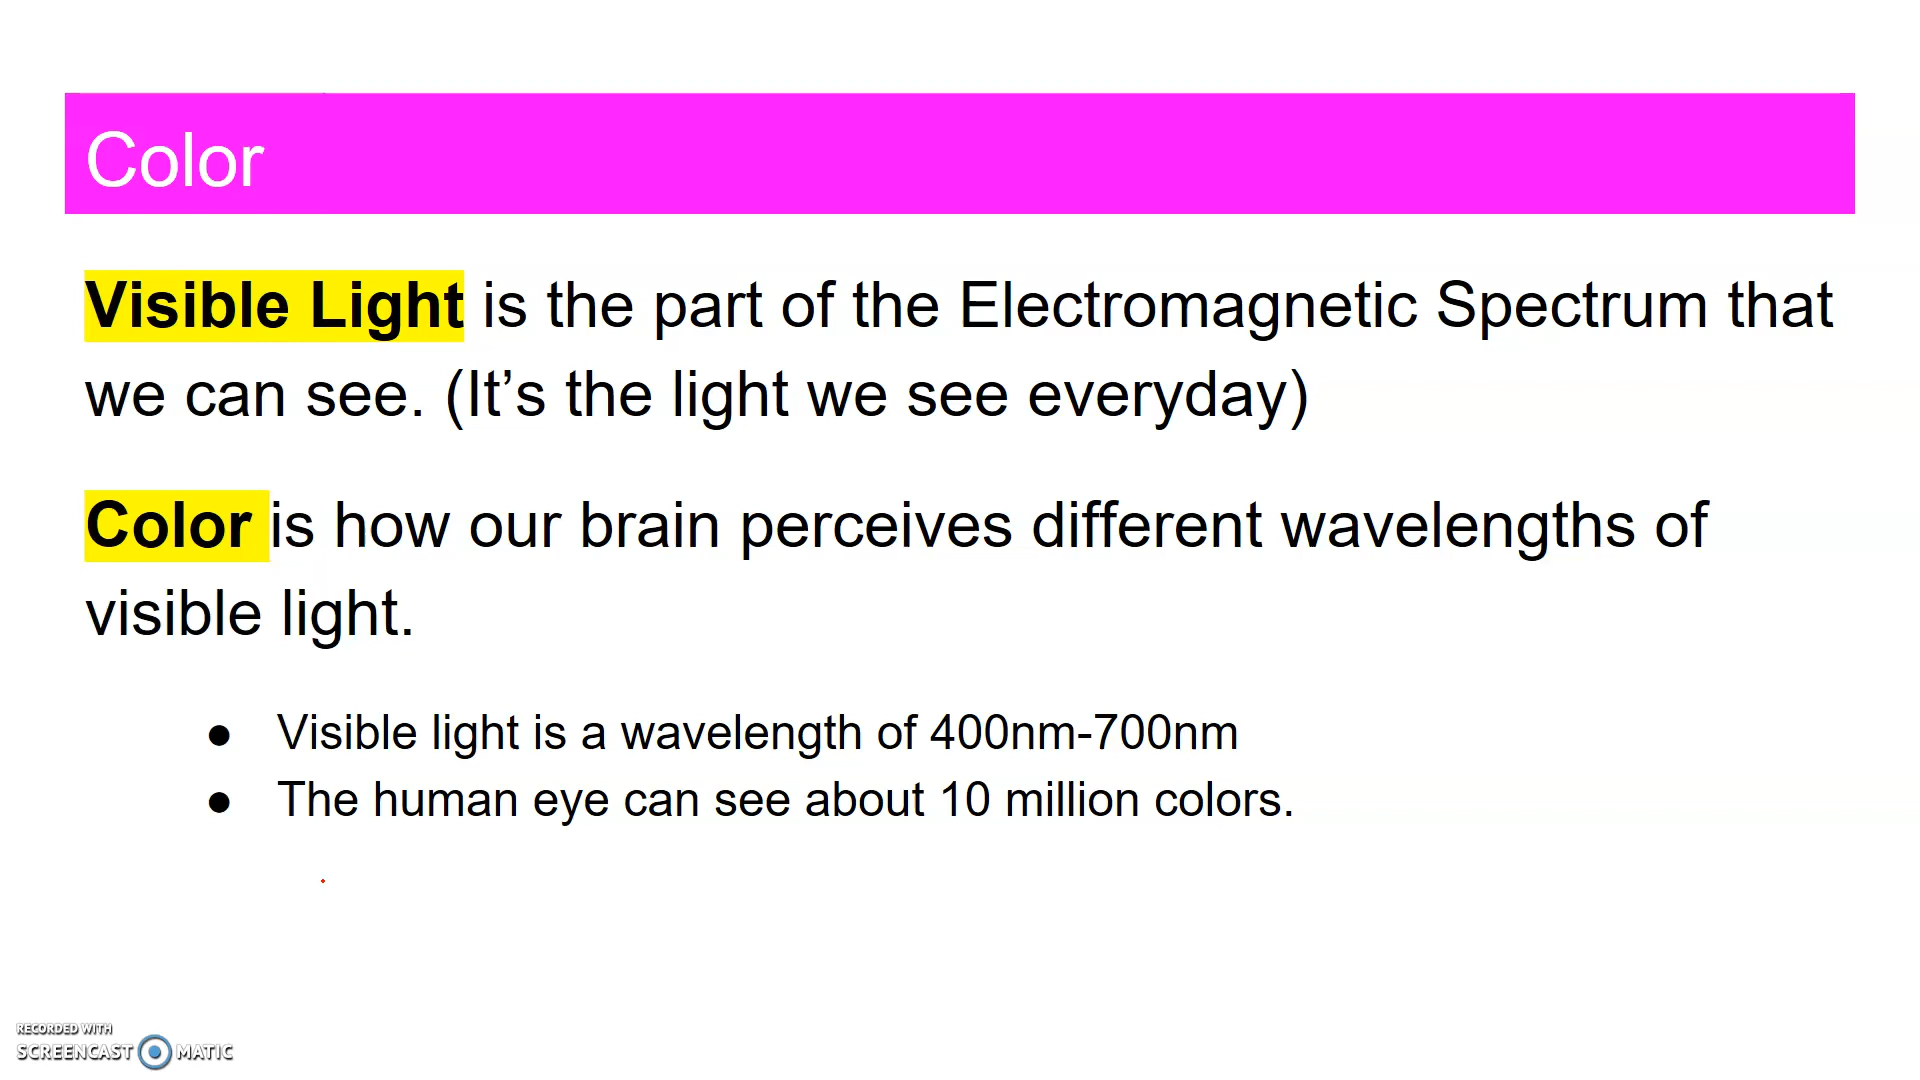 Color
Visible Light is the part of the Electromagnetic Spectrum that
we can see. (It’s the light we see everyday)
Color is how our brain perceives different wavelengths of
visible light.
● Visible light is a wavelength of 400nm-700nm
● The human eye can see about 10 million colors.
RECORDED WITH
SCREENCAST MATIC